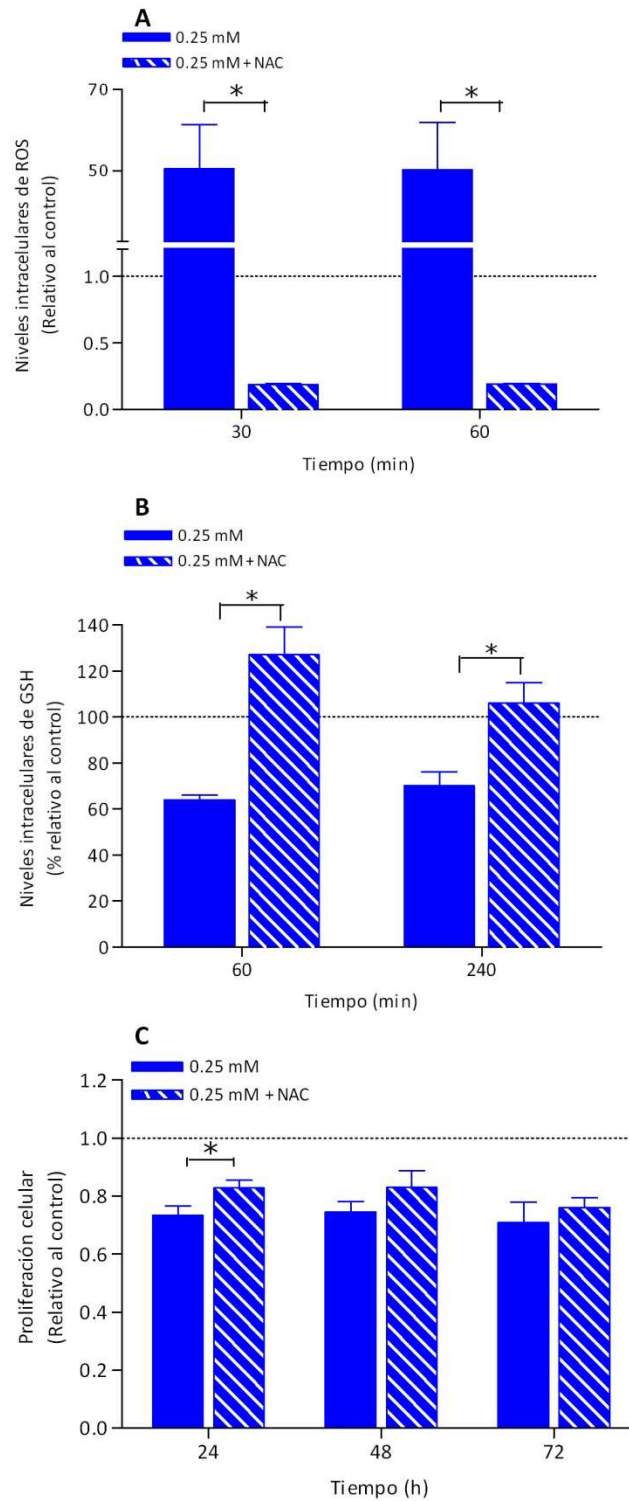 A
0.25 mM
0.25 mM + NAC
*
*
70
50
1.0
0.5
0.0
Niveles intracelulares de ROS
(Relativo al control)
30
60
Tiempo (min)
B
0.25 mM
0.25 mM + NAC
*
*
140
120
100
80
60
40
20
0
Niveles intracelulares de GSH
(% relativo al control)
60
240
Tiempo (min)
C
0.25 mM
0.25 mM + NAC
*
1.2
1.0
0.8
0.6
0.4
0.2
0.0
Proliferación celular
(Relativo al control)
24
48
72
Tiempo (h)